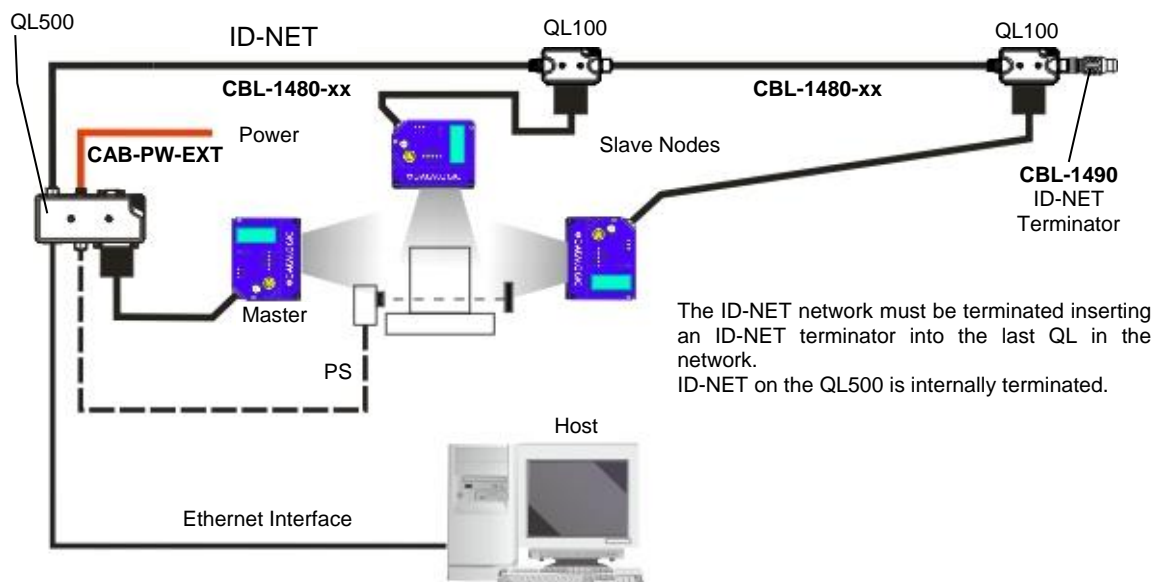 QL500
ID-NET
QL100
QL100
CBL-1480-xx
CBL-1480-xx
Power
CAB-PW-EXT
Slave Nodes
CBL-1490
ID-NET
Terminator
Master
PS
The ID-NET network must be terminated inserting
an ID-NET terminator into the last QL in the
network.
ID-NET on the QL500 is internally terminated.
Host
Ethernet Interface